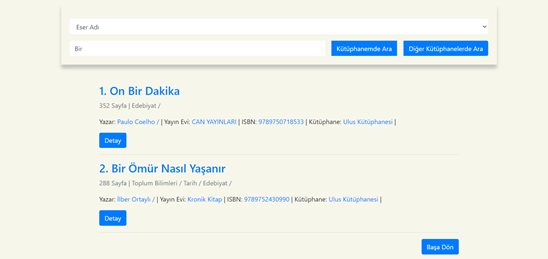 Eser Adı
Bir
Kütüphanemde Ara
Diğer Kütüphanelerde Ara
1. On Bir Dakika
352 Sayfa | Edebiyat /
Yazar: Paulo Coelho / | Yayın Evi: CAN YAYINLARI | ISBN: 9789750718533 | Kütüphane: Ulus Kütüphanesi |
Detay
2. Bir Ömür Nasıl Yaşanır
288 Sayfa | Toplum Bilimleri / Tarih / Edebiyat /
Yazar: İlber Ortaylı / | Yayın Evi: Kronik Kitap | ISBN: 9789752430990 | Kütüphane: Ulus Kütüphanesi |
Detay
Başa Dön